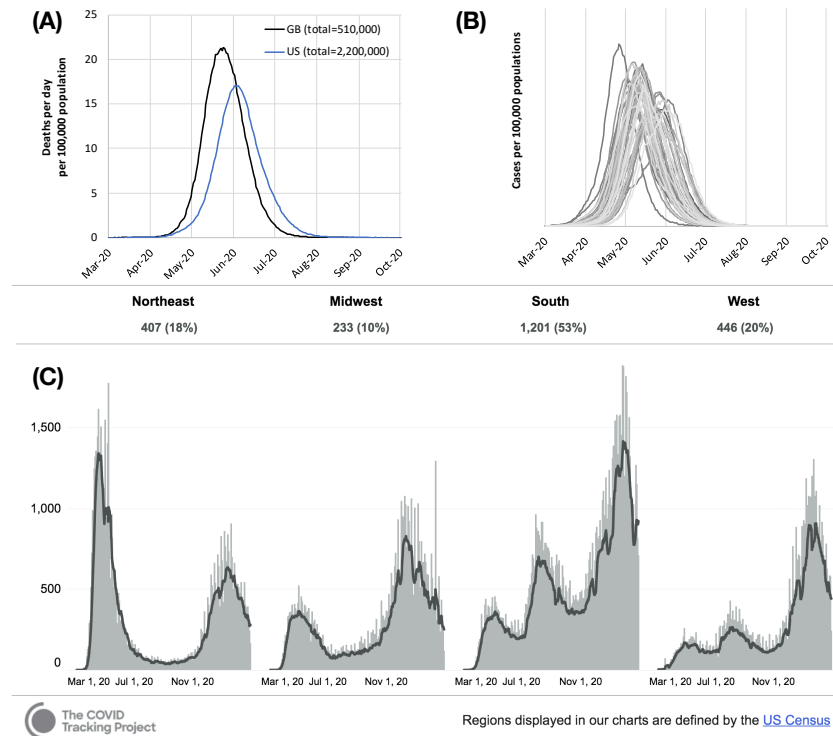 (A)
Deaths per day
per 100,000 population
25
20
15
10
5
0
GB (total=510,000)
US (total=2,200,000)
Mar-20 Apr-20 May-20 Jun-20 Jul-20 Aug-20 Sep-20 Oct-20
(B)
Cases per 100,000 populations
Mar-20 Apr-20 May-20 Jun-20 Jul-20 Aug-20 Sep-20 Oct-20
Northeast Midwest South West
407 (18%) 233 (10%) 1,201 (53%) 446 (20%)
(C)
1,500
1,000
500
0
Mar 1, 20 Jul 1, 20 Nov 1, 20 Mar 1, 20 Jul 1, 20 Nov 1, 20 Mar 1, 20 Jul 1, 20 Nov 1, 20 Mar 1, 20 Jul 1, 20 Nov 1, 20
The COVID
Tracking Project
Regions displayed in our charts are defined by the US Census